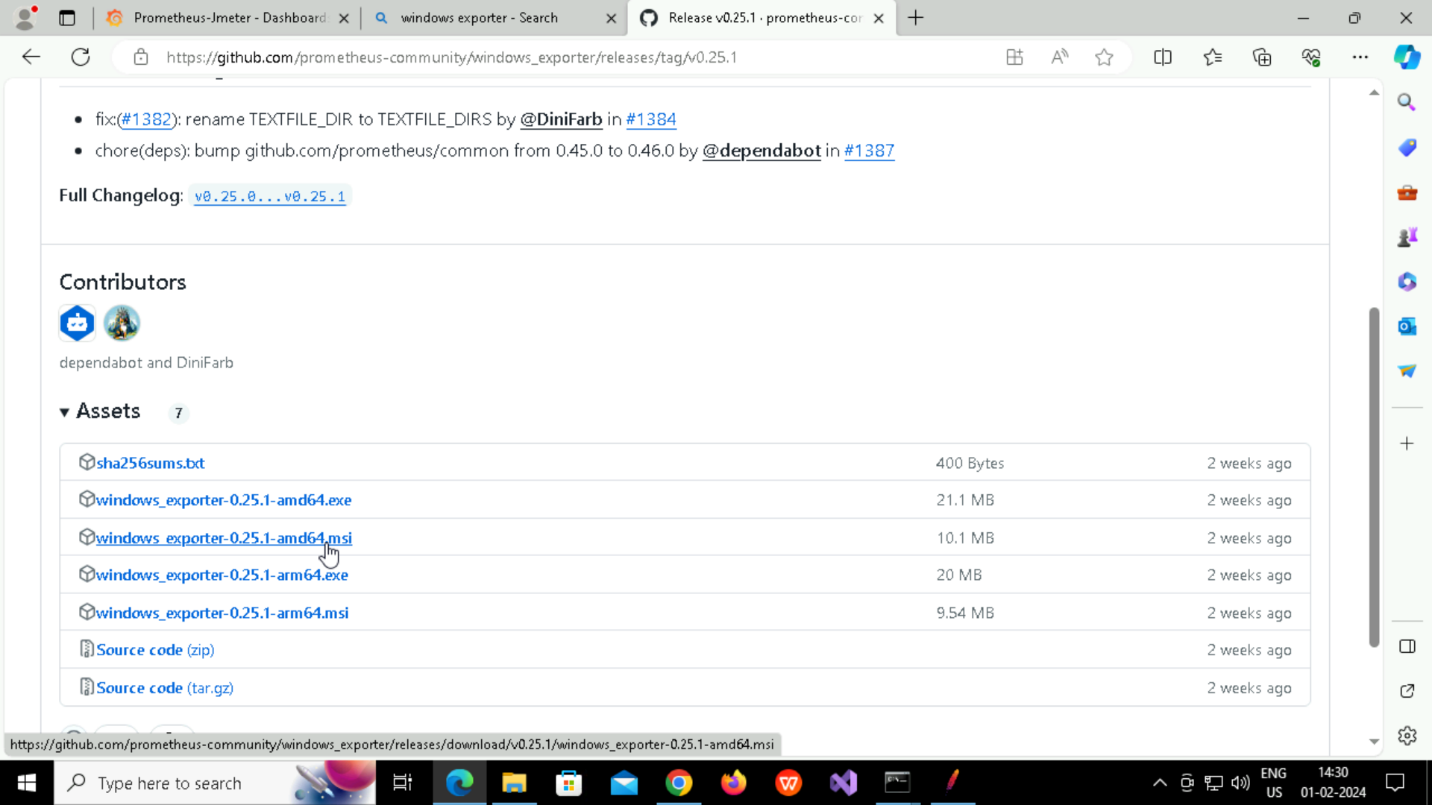 Prometheus-Jmeter - Dashboard
windows exporter - Search
Release v0.25.1 · prometheus-co
https://github.com/prometheus-community/windows_exporter/releases/tag/v0.25.1
fix:(#1382): rename TEXTFILE_DIR to TEXTFILE_DIRS by @DiniFarb in #1384
chore(deps): bump github.com/prometheus/common from 0.45.0 to 0.46.0 by @dependabot in #1387
Full Changelog: v0.25.0...v0.25.1
Contributors
dependabot and DiniFarb
Assets 7
sha256sums.txt 400 Bytes 2 weeks ago
windows_exporter-0.25.1-amd64.exe 21.1 MB 2 weeks ago
windows_exporter-0.25.1-amd64.msi 10.1 MB 2 weeks ago
windows_exporter-0.25.1-arm64.exe 20 MB 2 weeks ago
windows_exporter-0.25.1-arm64.msi 9.54 MB 2 weeks ago
Source code (zip) 2 weeks ago
Source code (tar.gz) 2 weeks ago
https://github.com/prometheus-community/windows_exporter/releases/download/v0.25.1/windows_exporter-0.25.1-amd64.msi
Type here to search
ENG 14:30
US 01-02-2024